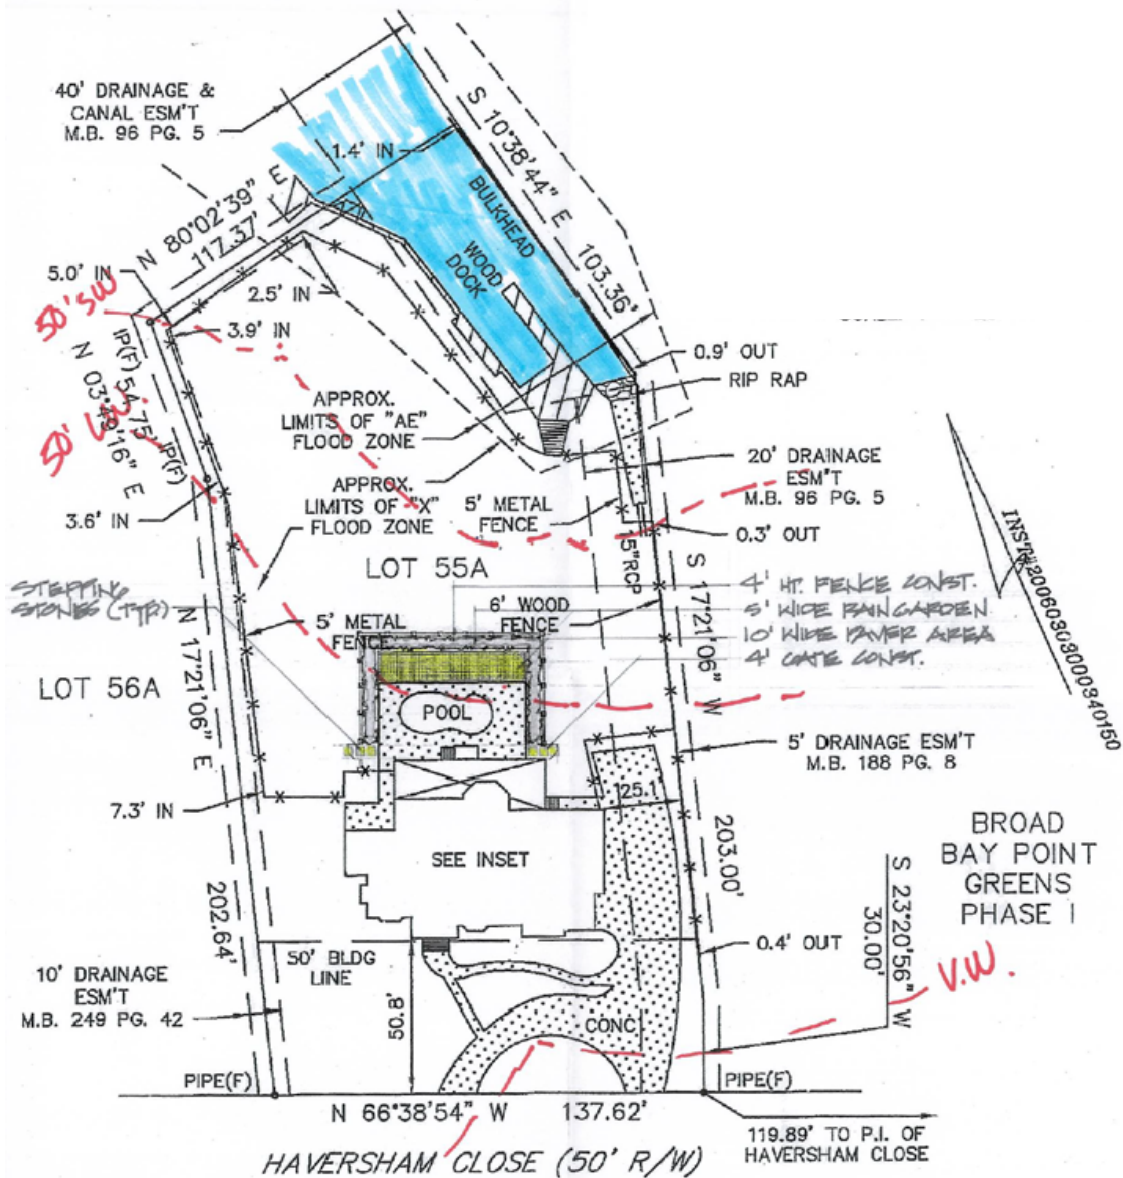 40' DRAINAGE &
CANAL ESM'T
M.B. 96 PG. 5
S 10°38'44" E
103.36'
1.4' IN
BULKHEAD
WOOD
DOCK
N 80°02'39" E
117.37'
5.0' IN
50' SW
2.5' IN
3.9' IN
IP(F)
54.75'
N 03°49'16" E
IP(F)
50'
0.9' OUT
RIP RAP
APPROX.
LIMITS OF "AE"
FLOOD ZONE
20' DRAINAGE
ESM'T
M.B. 96 PG. 5
APPROX.
LIMITS OF "X"
FLOOD ZONE
5' METAL
FENCE
3.6' IN
0.3' OUT
15"RCP
INST#20060303000340150
LOT 55A
STEPPING
STONES (TYP.)
4' HT. FENCE CONST.
5' WIDE RAIN GARDEN
10' WIDE PAVER AREA
4' GATE CONST.
6' WOOD
FENCE
5' METAL
FENCE
S 17°21'06" W
203.00'
N 17°21'06" E
202.64'
LOT 56A
POOL
5' DRAINAGE ESM'T
M.B. 188 PG. 8
7.3' IN
25.1'
SEE INSET
BROAD
BAY POINT
GREENS
PHASE I
S 23°20'56" W
30.00'
V.W.
50' BLDG
LINE
0.4' OUT
10' DRAINAGE
ESM'T
M.B. 249 PG. 42
50.8'
CONC
PIPE(F)
PIPE(F)
N 66°38'54" W 137.62'
119.89' TO P.I. OF
HAVERSHAM CLOSE
HAVERSHAM CLOSE (50' R/W)